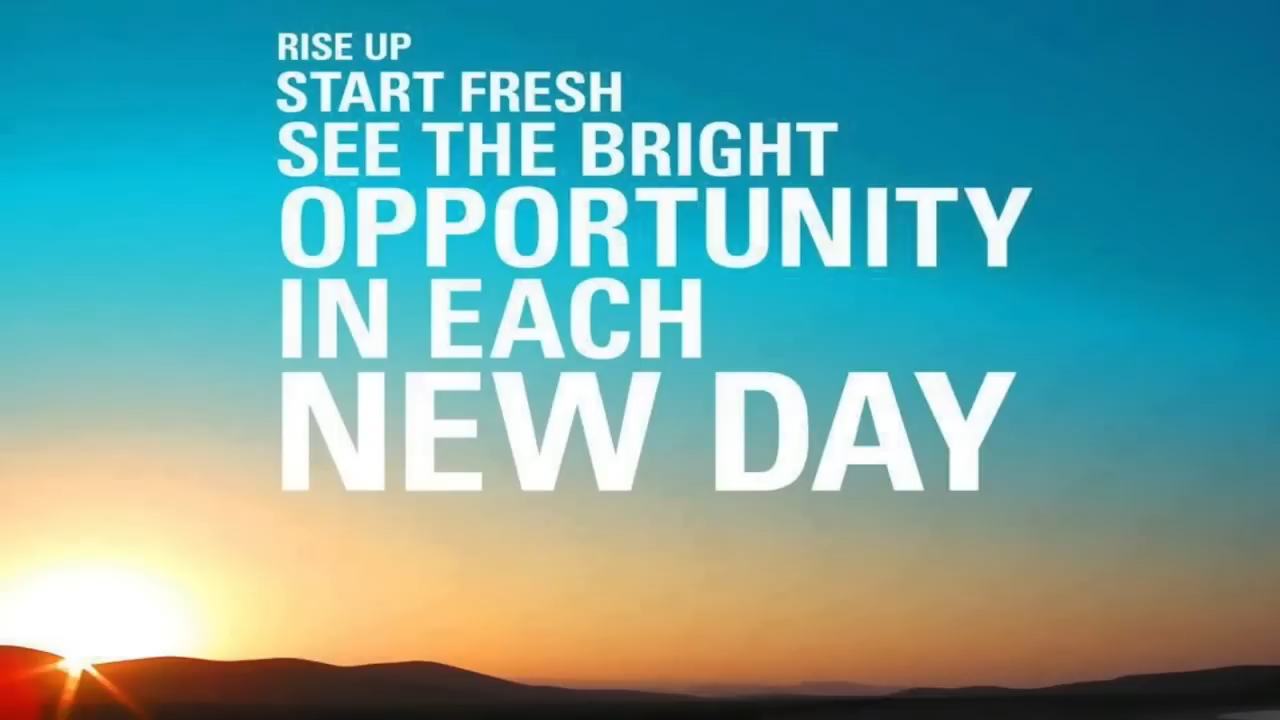 RISE UP
START FRESH
SEE THE BRIGHT
OPPORTUNITY
IN EACH
NEW DAY